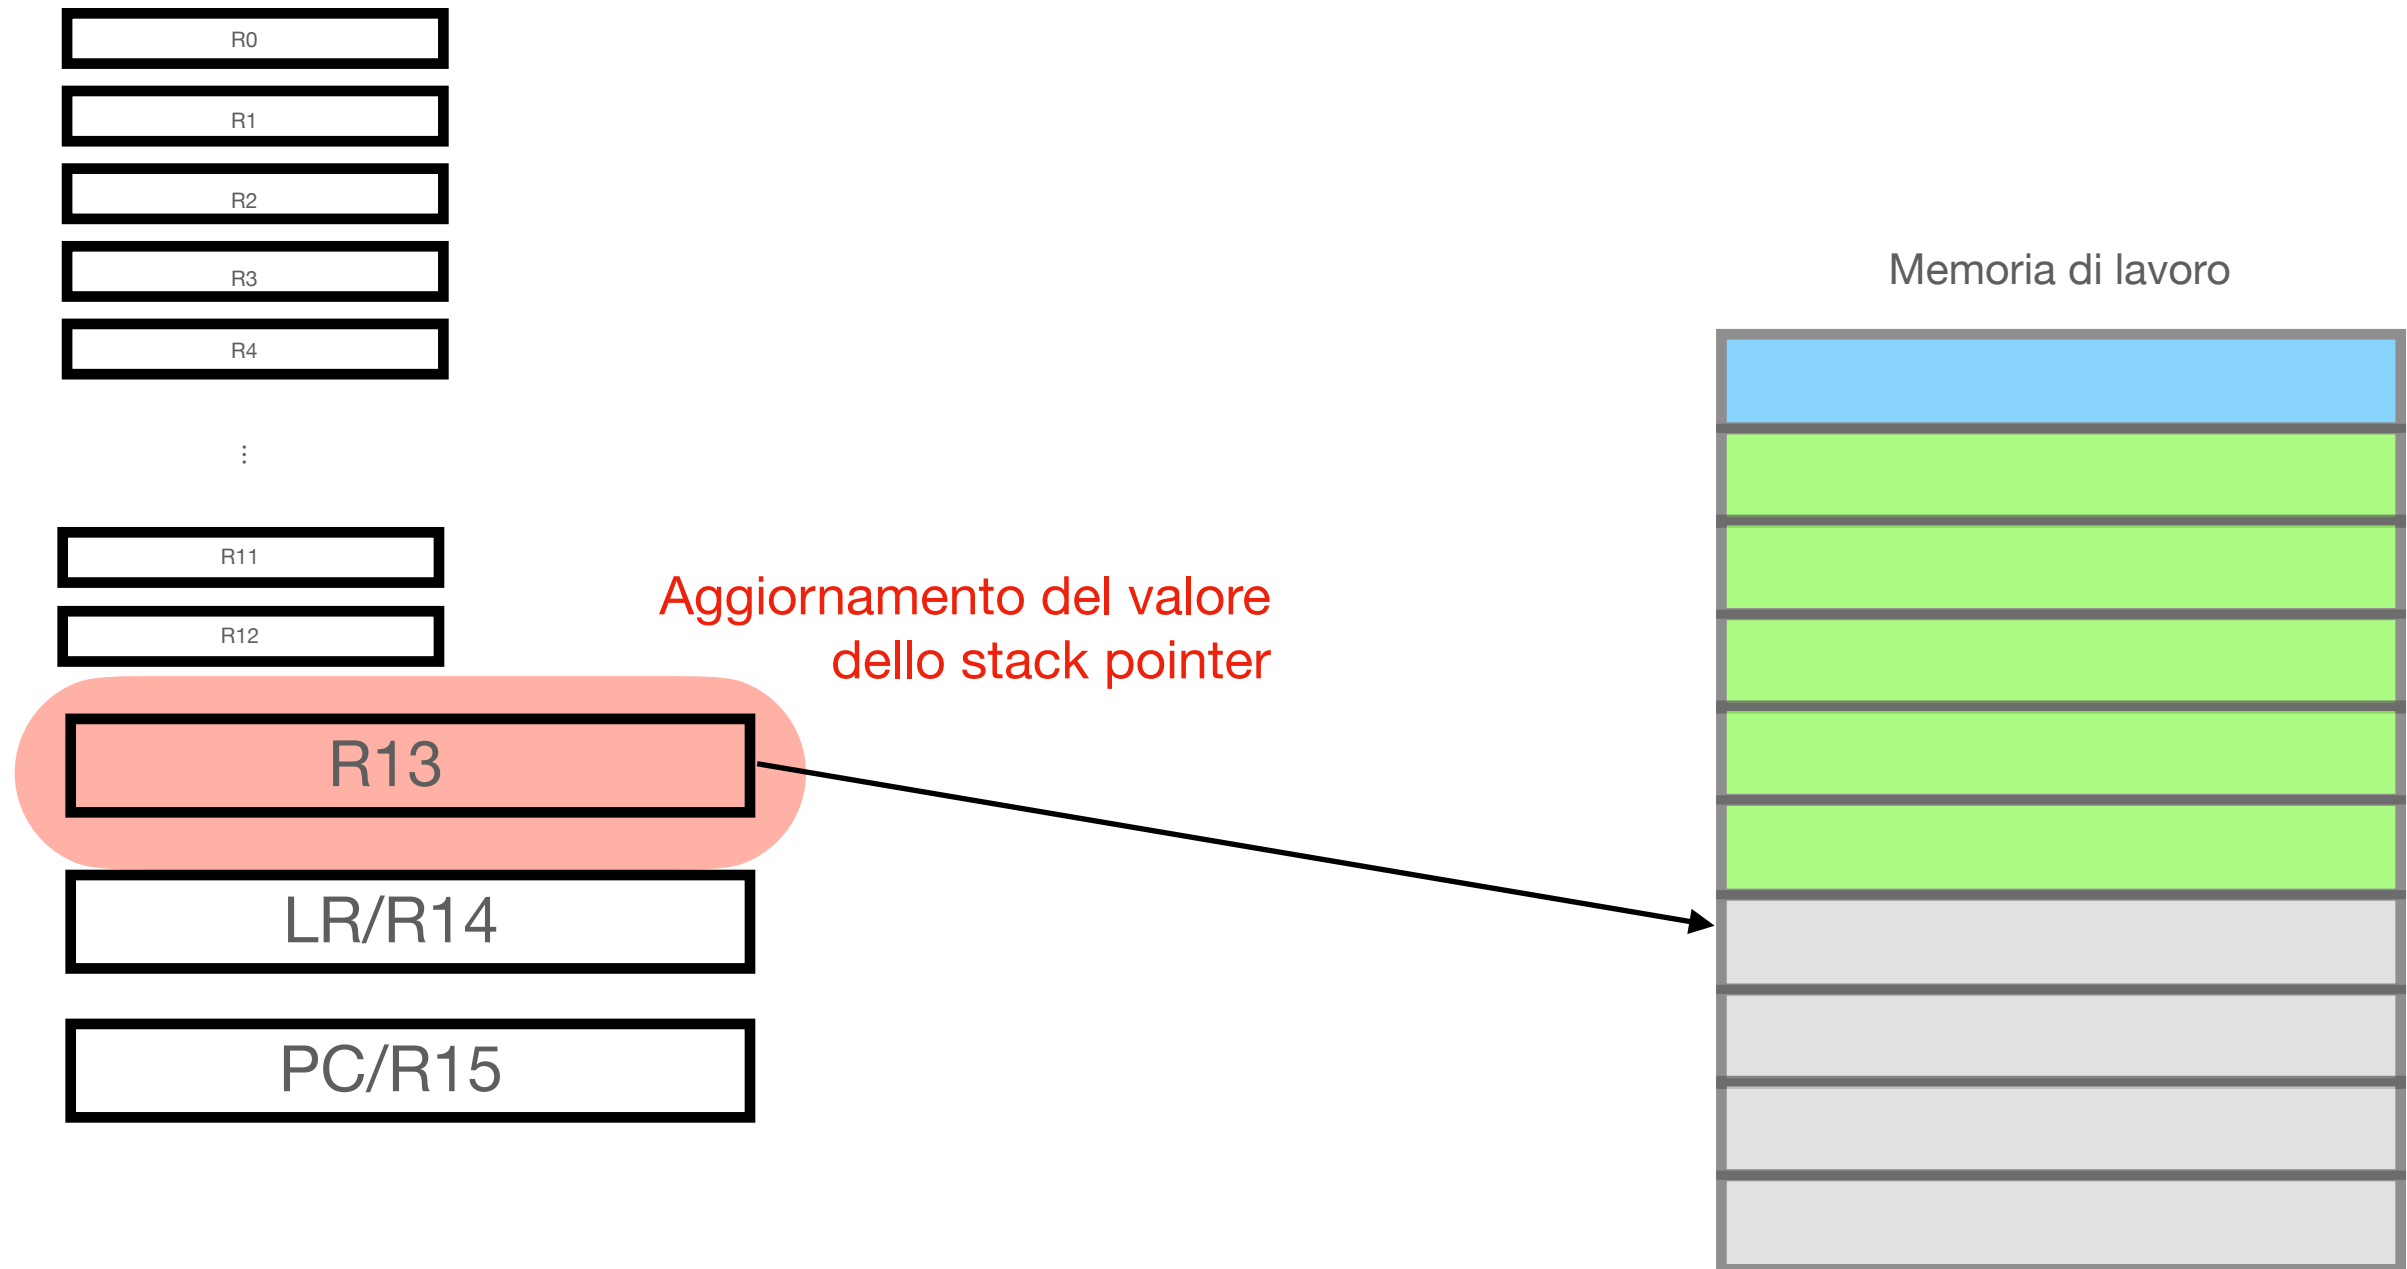 R0
R1
R2
R3
R4
⋮
R11
R12
R13
LR/R14
PC/R15
Aggiornamento del valore
dello stack pointer
Memoria di lavoro